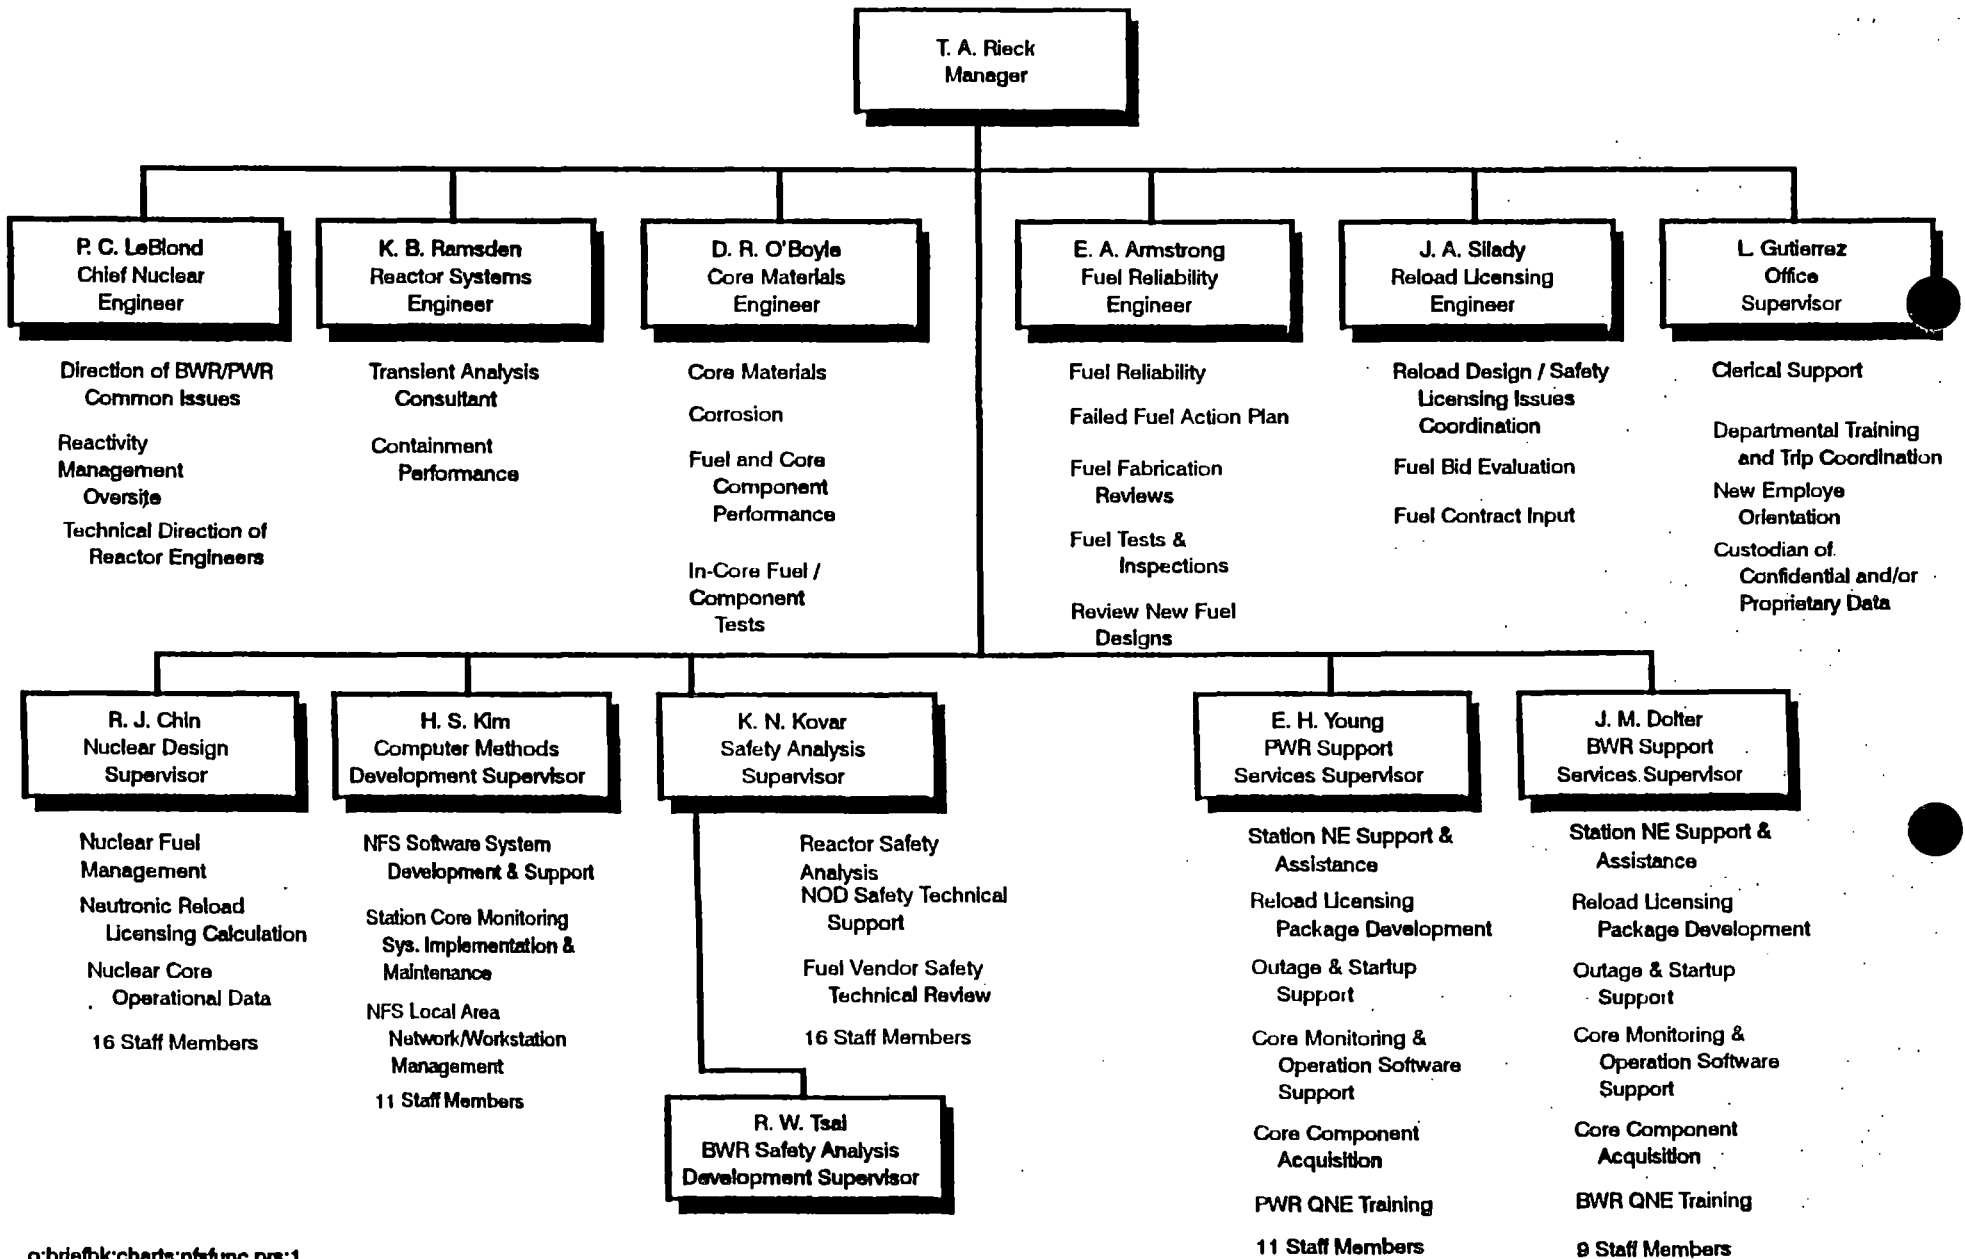 T. A. Rieck
Manager
P. C. LeBlond
Chief Nuclear
Engineer
Direction of BWR/PWR
Common Issues
Reactivity
Management
Oversite
Technical Direction of
Reactor Engineers
K. B. Ramsden
Reactor Systems
Engineer
Transient Analysis
Consultant
Containment
Performance
D. R. O'Boyle
Core Materials
Engineer
Core Materials
Corrosion
Fuel and Core
Component
Performance
In-Core Fuel /
Component
Tests
E. A. Armstrong
Fuel Reliability
Engineer
Fuel Reliability
Failed Fuel Action Plan
Fuel Fabrication
Reviews
Fuel Tests &
Inspections
Review New Fuel
Designs
J. A. Silady
Reload Licensing
Engineer
Reload Design / Safety
Licensing Issues
Coordination
Fuel Bid Evaluation
Fuel Contract Input
L. Gutierrez
Office
Supervisor
Clerical Support
Departmental Training
and Trip Coordination
New Employe
Orientation
Custodian of
Confidential and/or
Proprietary Data
R. J. Chin
Nuclear Design
Supervisor
Nuclear Fuel
Management
Neutronic Reload
Licensing Calculation
Nuclear Core
Operational Data
16 Staff Members
H. S. Kim
Computer Methods
Development Supervisor
NFS Software System
Development & Support
Station Core Monitoring
Sys. Implementation &
Maintenance
NFS Local Area
Network/Workstation
Management
11 Staff Members
K. N. Kovar
Safety Analysis
Supervisor
Reactor Safety
Analysis
NOD Safety Technical
Support
Fuel Vendor Safety
Technical Review
16 Staff Members
R. W. Tsai
BWR Safety Analysis
Development Supervisor
E. H. Young
PWR Support
Services Supervisor
Station NE Support &
Assistance
Reload Licensing
Package Development
Outage & Startup
Support
Core Monitoring &
Operation Software
Support
Core Component
Acquisition
PWR QNE Training
11 Staff Members
J. M. Dolter
BWR Support
Services Supervisor
Station NE Support &
Assistance
Reload Licensing
Package Development
Outage & Startup
Support
Core Monitoring &
Operation Software
Support
Core Component
Acquisition
BWR QNE Training
9 Staff Members